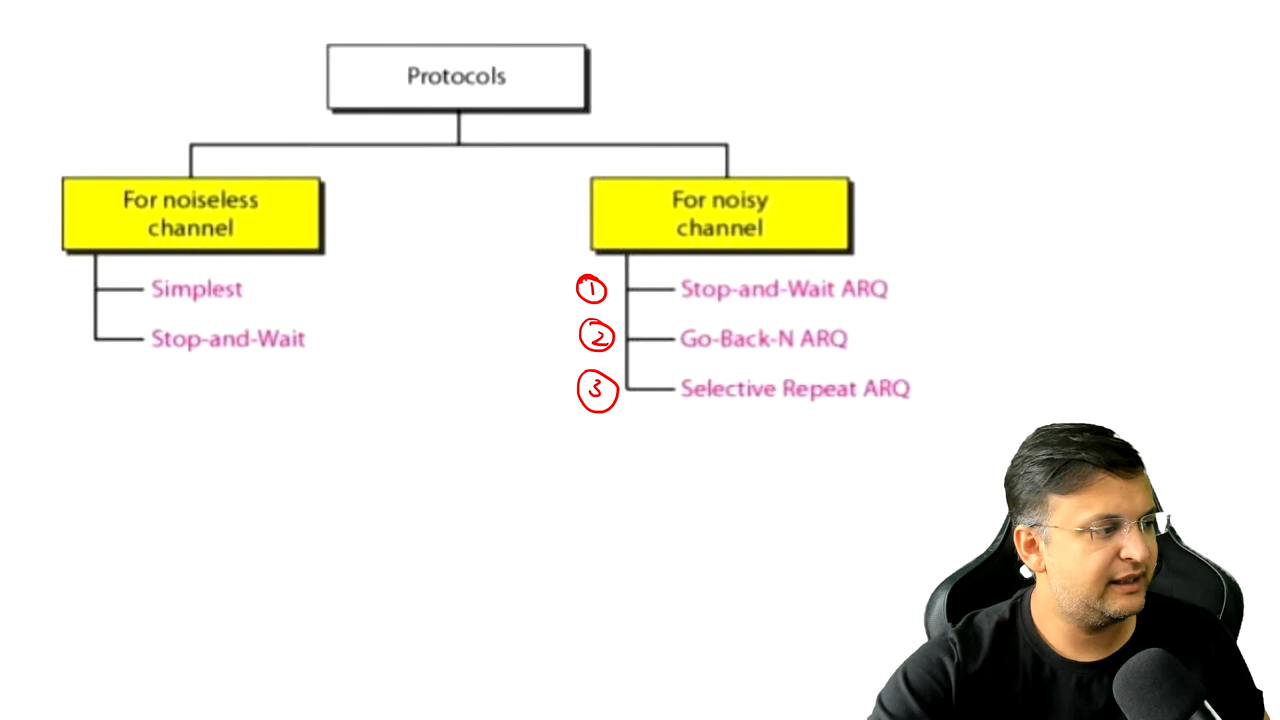 Protocols
For noiseless
channel
For noisy
channel
Simplest
Stop-and-Wait
1 Stop-and-Wait ARQ
2 Go-Back-N ARQ
3 Selective Repeat ARQ